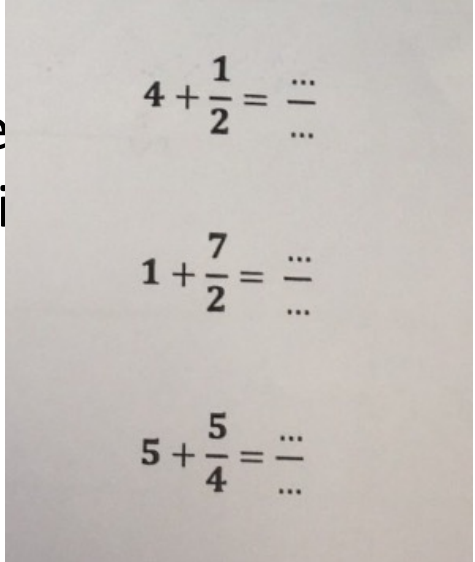 4 + 1/2 = .../...
1 + 7/2 = .../...
5 + 5/4 = .../...